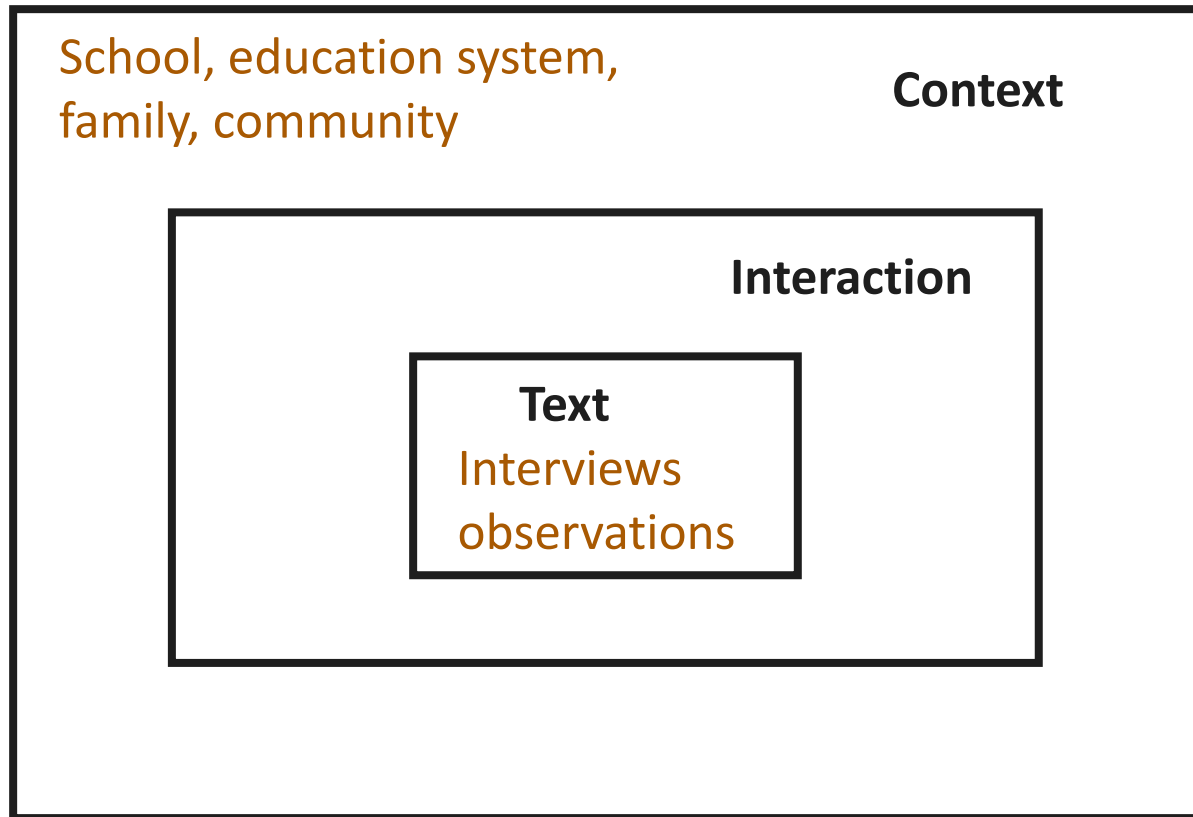 School, education system,
family, community
Context
Interaction
Text
Interviews
observations